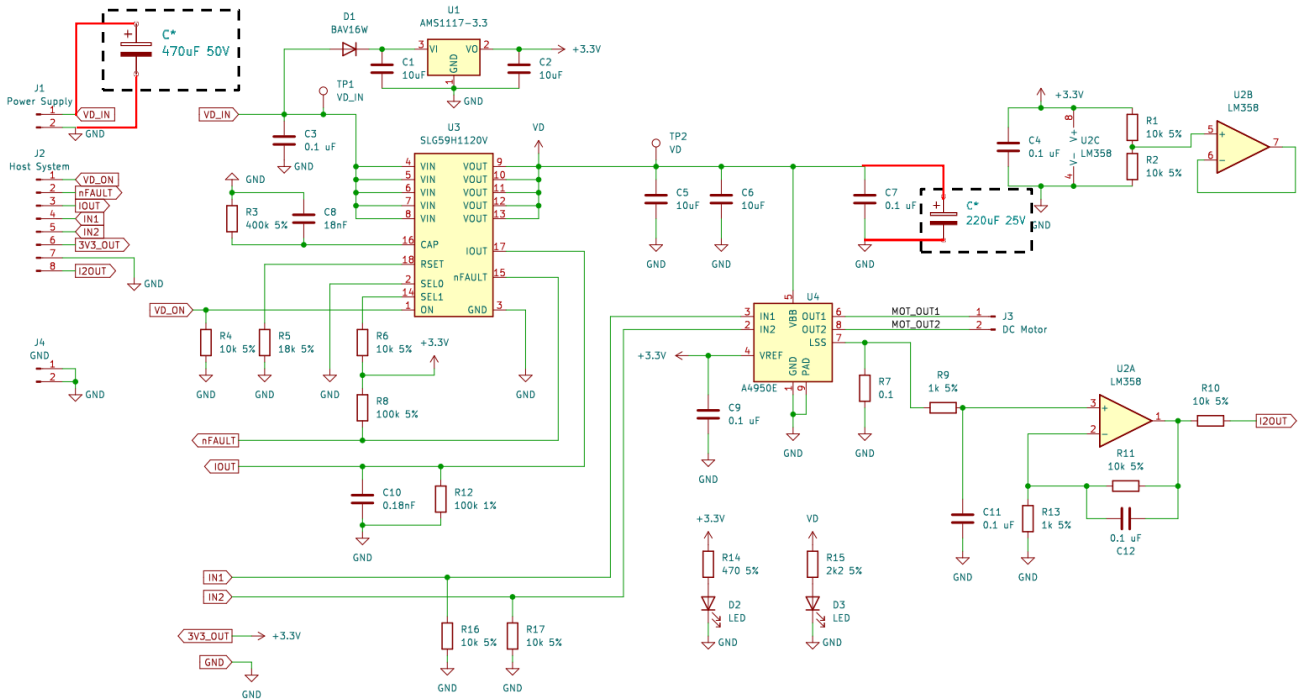 C*
470uF 50V
J1
Power Supply
1
2
VD_IN
GND
J2
Host System
1
2
3
4
5
6
7
8
VD_ON
nFAULT
IOUT
IN1
IN2
3V3_OUT
I2OUT
GND
J4
GND
1
2
GND
D1
BAV16W
U1
AMS1117-3.3
3
VI
VO
2
GND
1
+3.3V
C1
10uF
C2
10uF
GND
TP1
VD_IN
VD_IN
C3
0.1 uF
GND
U3
SLG59H1120V
VD
4
VIN
VOUT
9
5
VIN
VOUT
10
6
VIN
VOUT
11
7
VIN
VOUT
12
8
VIN
VOUT
13
16
CAP
IOUT
17
18
RSET
nFAULT
15
2
SEL0
14
SEL1
1
ON
GND
3
GND
R3
400k 5%
C8
18nF
VD_ON
R4
10k 5%
R5
18k 5%
R6
10k 5%
+3.3V
GND
GND
GND
GND
R8
100k 5%
nFAULT
IOUT
C10
0.18nF
R12
100k 1%
GND
TP2
VD
C5
10uF
C6
10uF
C7
0.1 uF
C*
220uF 25V
GND
GND
GND
+3.3V
C4
0.1 uF
8
V+
U2C
LM358
V-
4
R1
10k 5%
R2
10k 5%
GND
U2B
LM358
5
+
6
−
7
U4
5
3
IN1
VBB
OUT1
6
2
IN2
OUT2
8
LSS
7
+3.3V
4
VREF
GND
PAD
1
9
A4950E
MOT_OUT1
MOT_OUT2
1
2
J3
DC Motor
C9
0.1 uF
GND
GND
R7
0.1
GND
R9
1k 5%
U2A
LM358
3
+
2
−
1
R10
10k 5%
I2OUT
R11
10k 5%
C11
0.1 uF
R13
1k 5%
0.1 uF
C12
GND
GND
+3.3V
R14
470 5%
D2
LED
GND
VD
R15
2k2 5%
D3
LED
GND
IN1
IN2
R16
10k 5%
R17
10k 5%
GND
GND
3V3_OUT
+3.3V
GND
GND